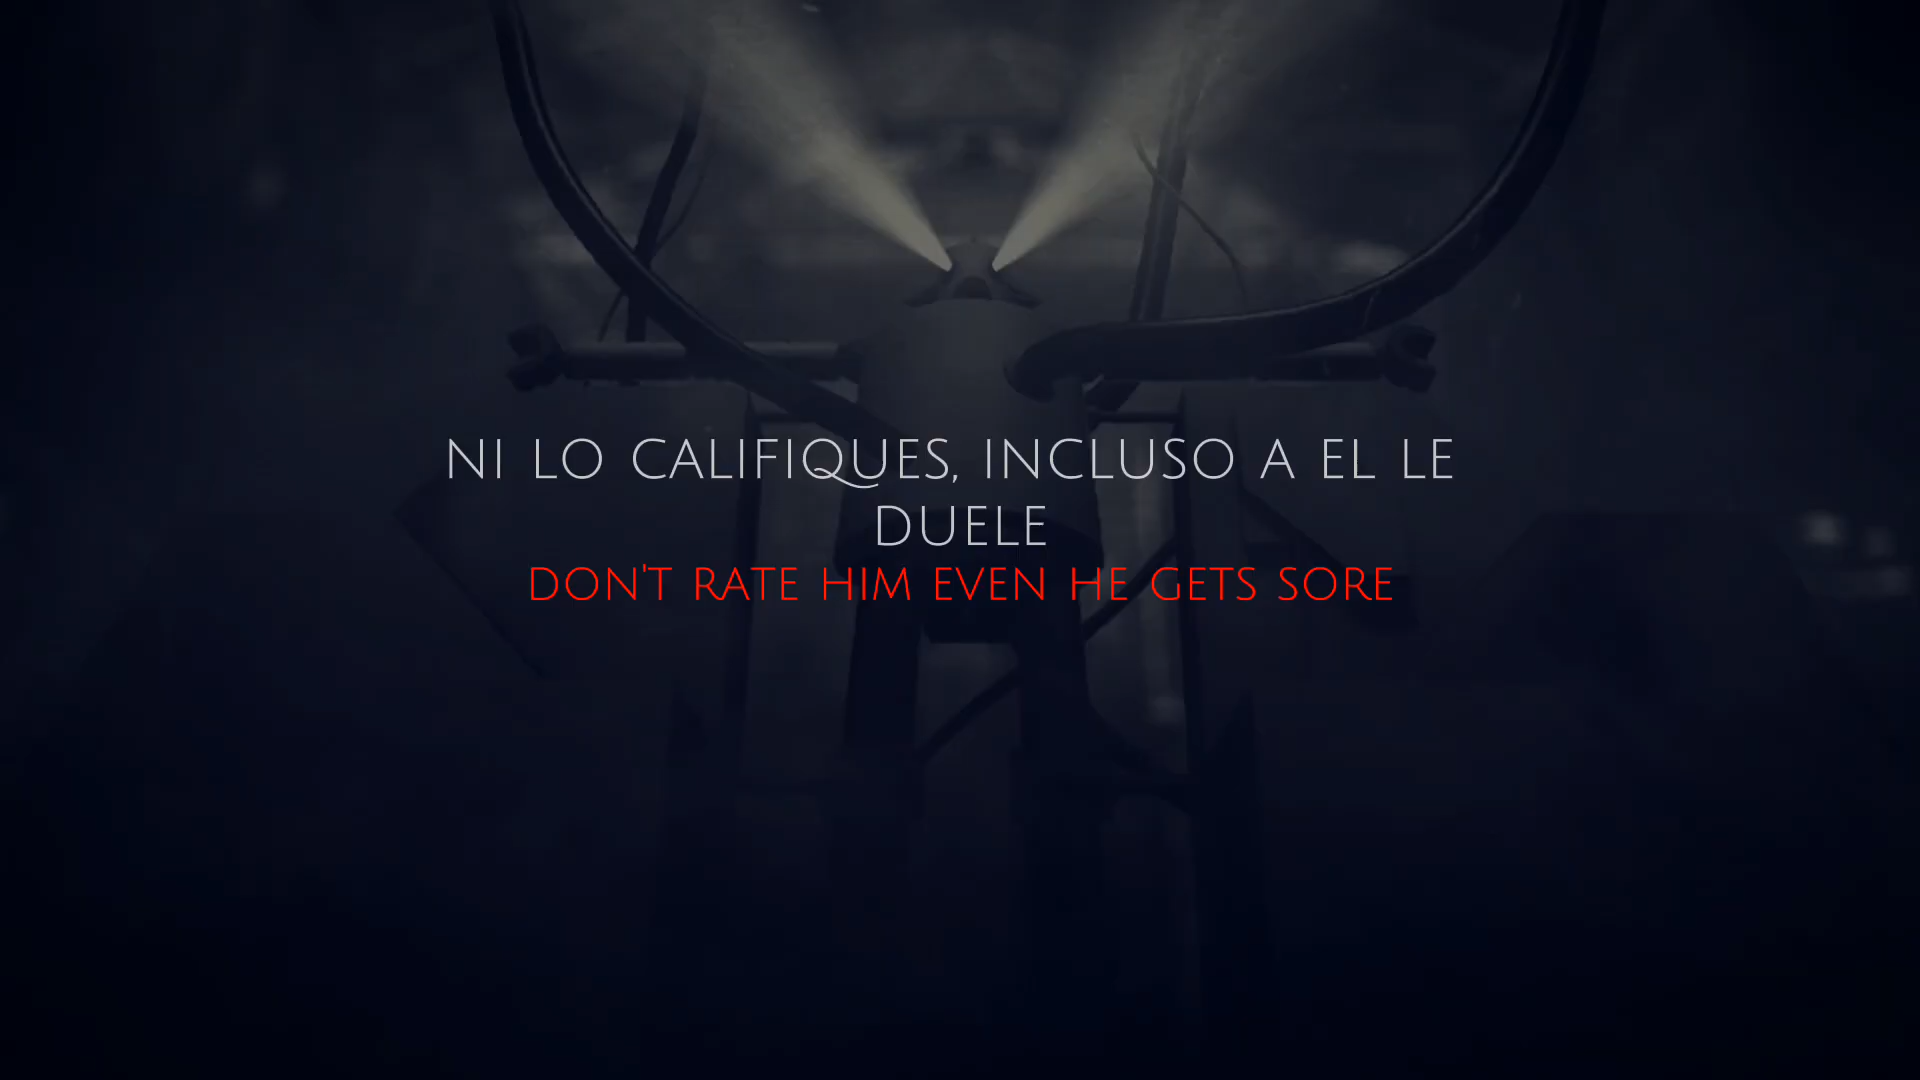 NI LO CALIFIQUES, INCLUSO A EL LE
DUELE
DON'T RATE HIM EVEN HE GETS SORE